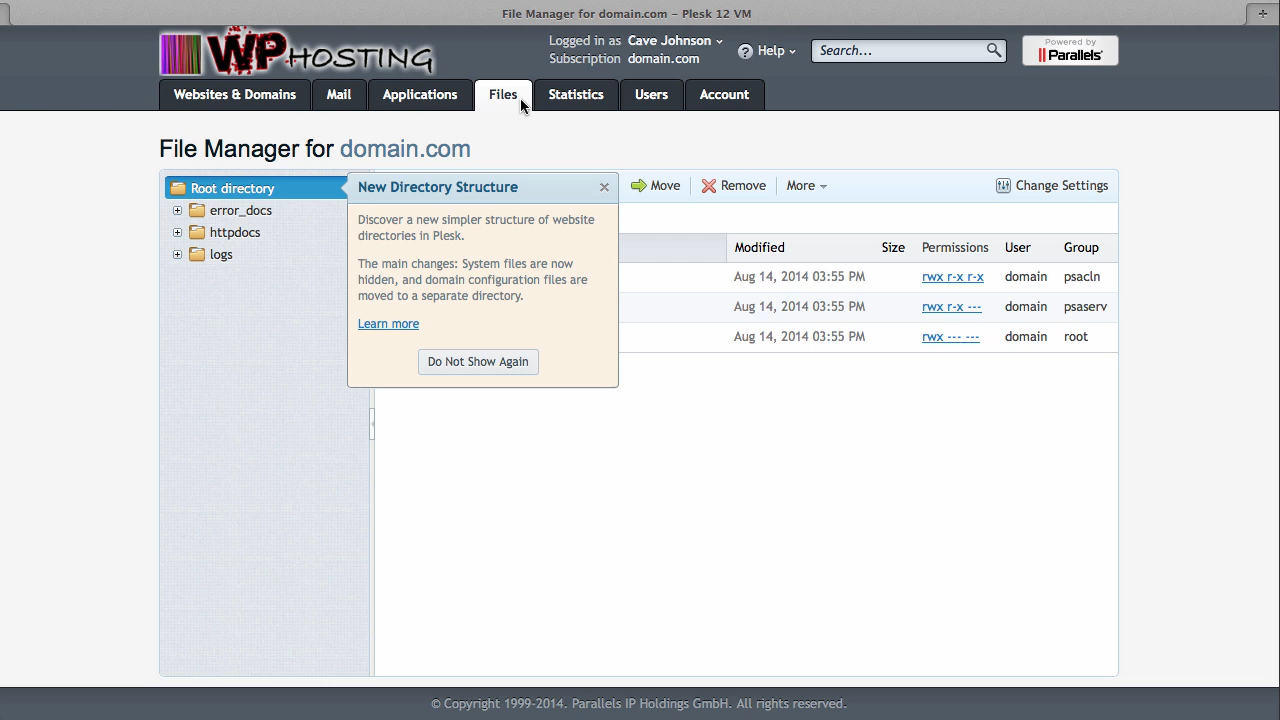 File Manager for domain.com – Plesk 12 VM
WP HOSTING
Logged in as Cave Johnson
Subscription domain.com
Help
Search...
Powered by
Parallels
Websites & Domains
Mail
Applications
Files
Statistics
Users
Account
File Manager for domain.com
Root directory
error_docs
httpdocs
logs
New Directory Structure
Discover a new simpler structure of website
directories in Plesk.
The main changes: System files are now
hidden, and domain configuration files are
moved to a separate directory.
Learn more
Do Not Show Again
Move
Remove
More
Change Settings
Modified Size Permissions User Group
Aug 14, 2014 03:55 PM rwx r-x r-x domain psacln
Aug 14, 2014 03:55 PM rwx r-x --- domain psaserv
Aug 14, 2014 03:55 PM rwx --- --- domain root
© Copyright 1999-2014. Parallels IP Holdings GmbH. All rights reserved.